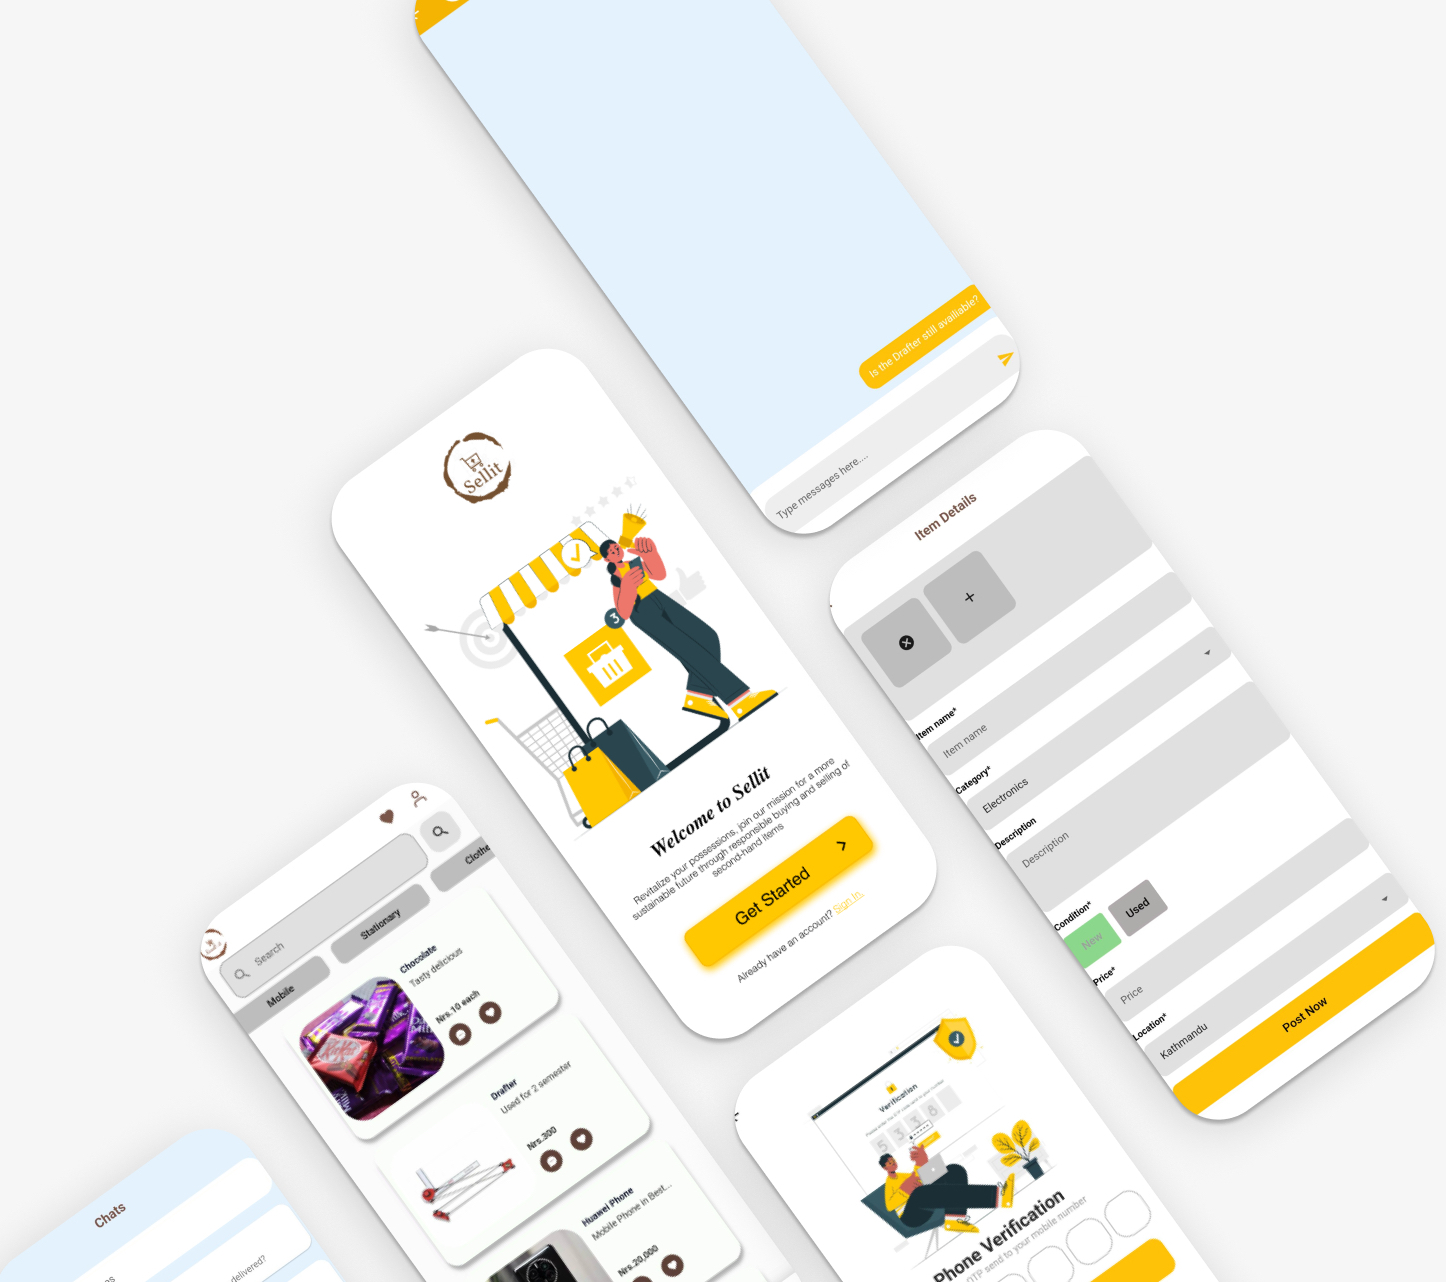 Is the Drafter still available?
Type messages here....
Sellit
3
Welcome to Sellit
Revitalize your possessions, join our mission for a more
sustainable future through responsible buying and selling of
second-hand items
Get Started
Already have an account? Sign In.
Item Details
Item name*
Item name
Category*
Electronics
Description
Description
Condition*
New
Used
Price*
Price
Location*
Kathmandu
Post Now
Search
Mobile
Stationary
Clothe
Chocolate
Tasty delicious
Nrs.10 each
Drafter
Used for 2 semester
Nrs.300
Huawei Phone
Mobile Phone in Best...
Nrs.20,000
Chats
delivered?
Verification
5 3 3 6
Phone Verification
OTP send to your mobile number